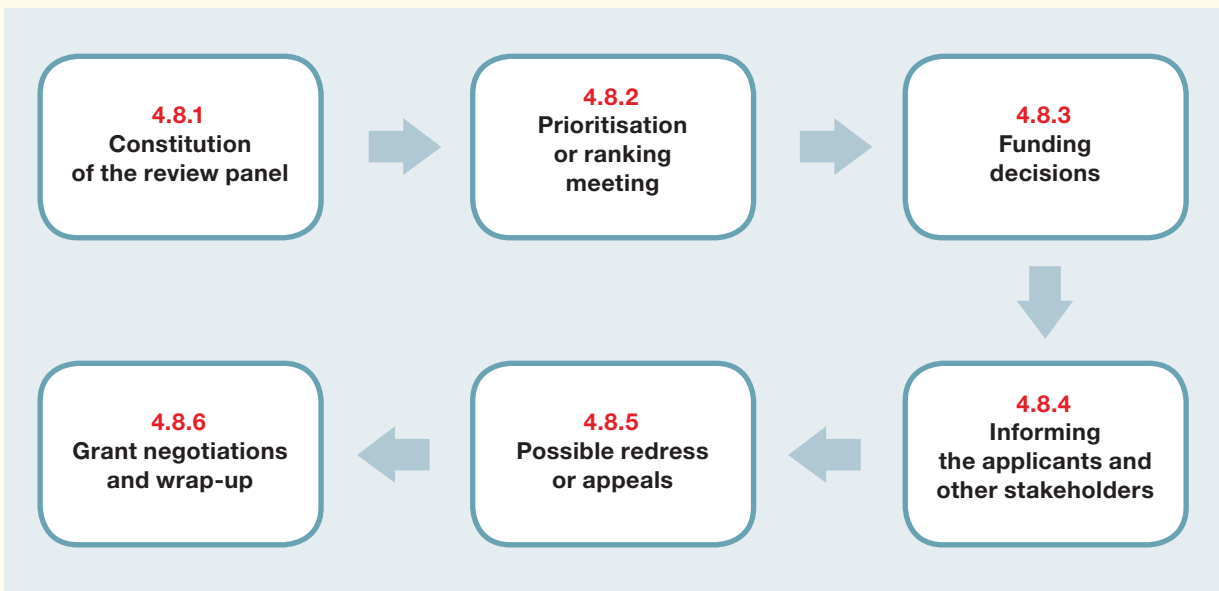 4.8.1
Constitution
of the review panel
4.8.2
Prioritisation
or ranking
meeting
4.8.3
Funding
decisions
4.8.4
Informing
the applicants and
other stakeholders
4.8.5
Possible redress
or appeals
4.8.6
Grant negotiations
and wrap-up